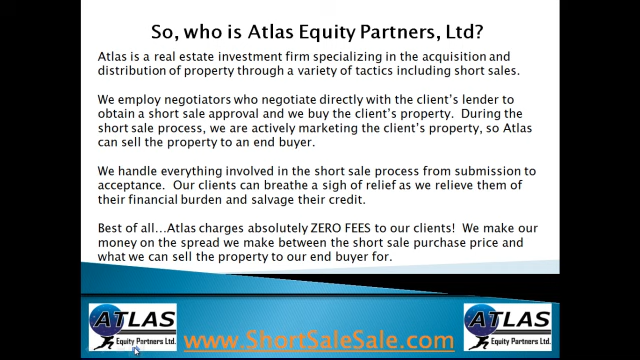 So, who is Atlas Equity Partners, Ltd?
Atlas is a real estate investment firm specializing in the acquisition and
distribution of property through a variety of tactics including short sales.
We employ negotiators who negotiate directly with the client's lender to
obtain a short sale approval and we buy the client's property.  During the
short sale process, we are actively marketing the client's property, so Atlas
can sell the property to an end buyer.
We handle everything involved in the short sale process from submission to
acceptance.  Our clients can breathe a sigh of relief as we relieve them of
their financial burden and salvage their credit.
Best of all...Atlas charges absolutely ZERO FEES to our clients!  We make our
money on the spread we make between the short sale purchase price and
what we can sell the property to our end buyer for.
ATLAS
Equity Partners Ltd.
www.ShortSaleSale.com
ATLAS
Equity Partners Ltd.